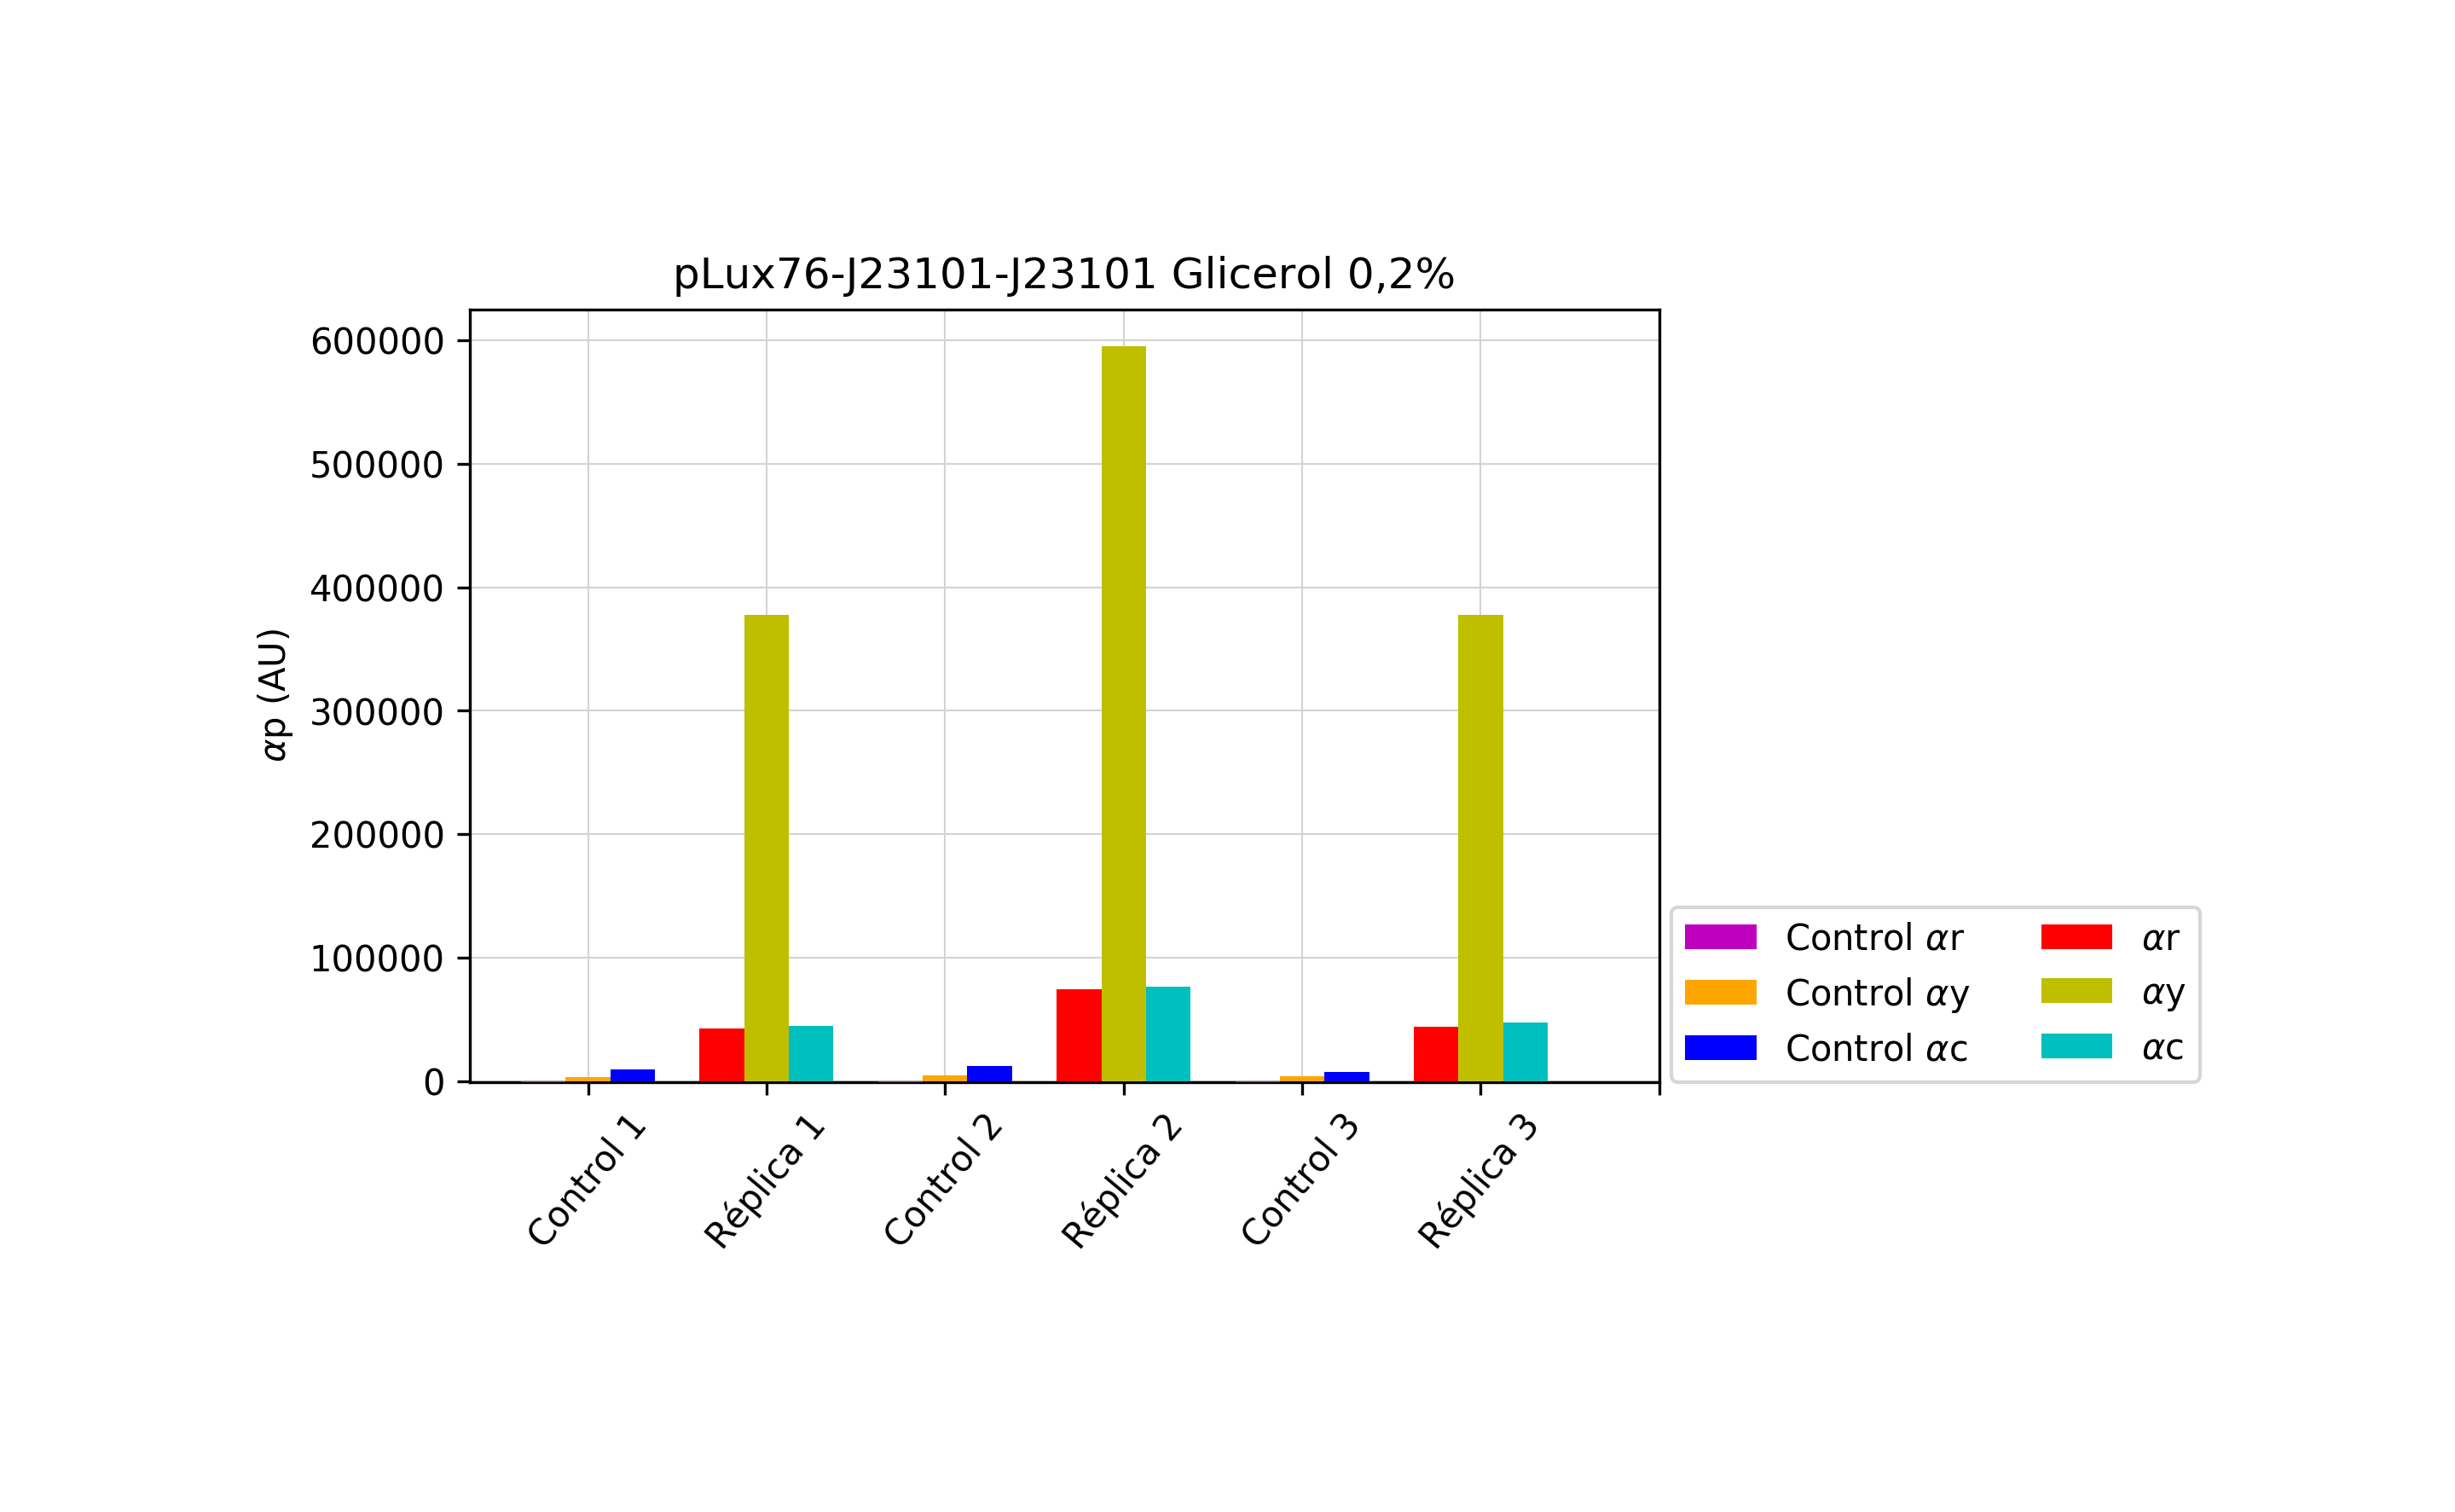 pLux76-J23101-J23101 Glicerol 0,2%
600000
500000
400000
300000
200000
100000
0
αp (AU)
Control 1
Réplica 1
Control 2
Réplica 2
Control 3
Réplica 3
Control αr
Control αy
Control αc
αr
αy
αc